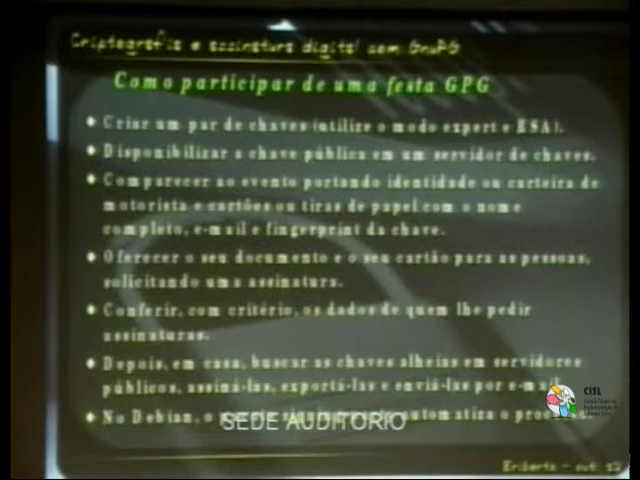 Criptografia e assinatura digital com GnuPG
Como participar de uma festa GPG
Criar um par de chaves (utilize o modo expert e RSA).
Disponibilizar a chave pública em um servidor de chaves.
Comparecer ao evento portando identidade ou carteira de
motorista e cartões ou tiras de papel com o nome
completo, e-mail e fingerprint da chave.
Oferecer o seu documento e o seu cartão para as pessoas,
solicitando uma assinatura.
Conferir, com critério, os dados de quem lhe pedir
assinaturas.
Depois, em casa, buscar as chaves alheias em servidores
públicos, assiná-las, exportá-las e enviá-las por e-mail.
No Debian, o automatiza o
SEDE AUDITORIO
CISL
Eriberto - out.